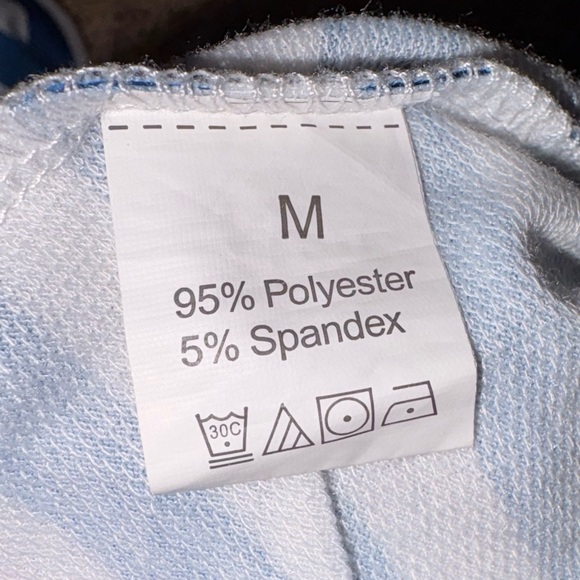 M
95% Polyester
5% Spandex
30C